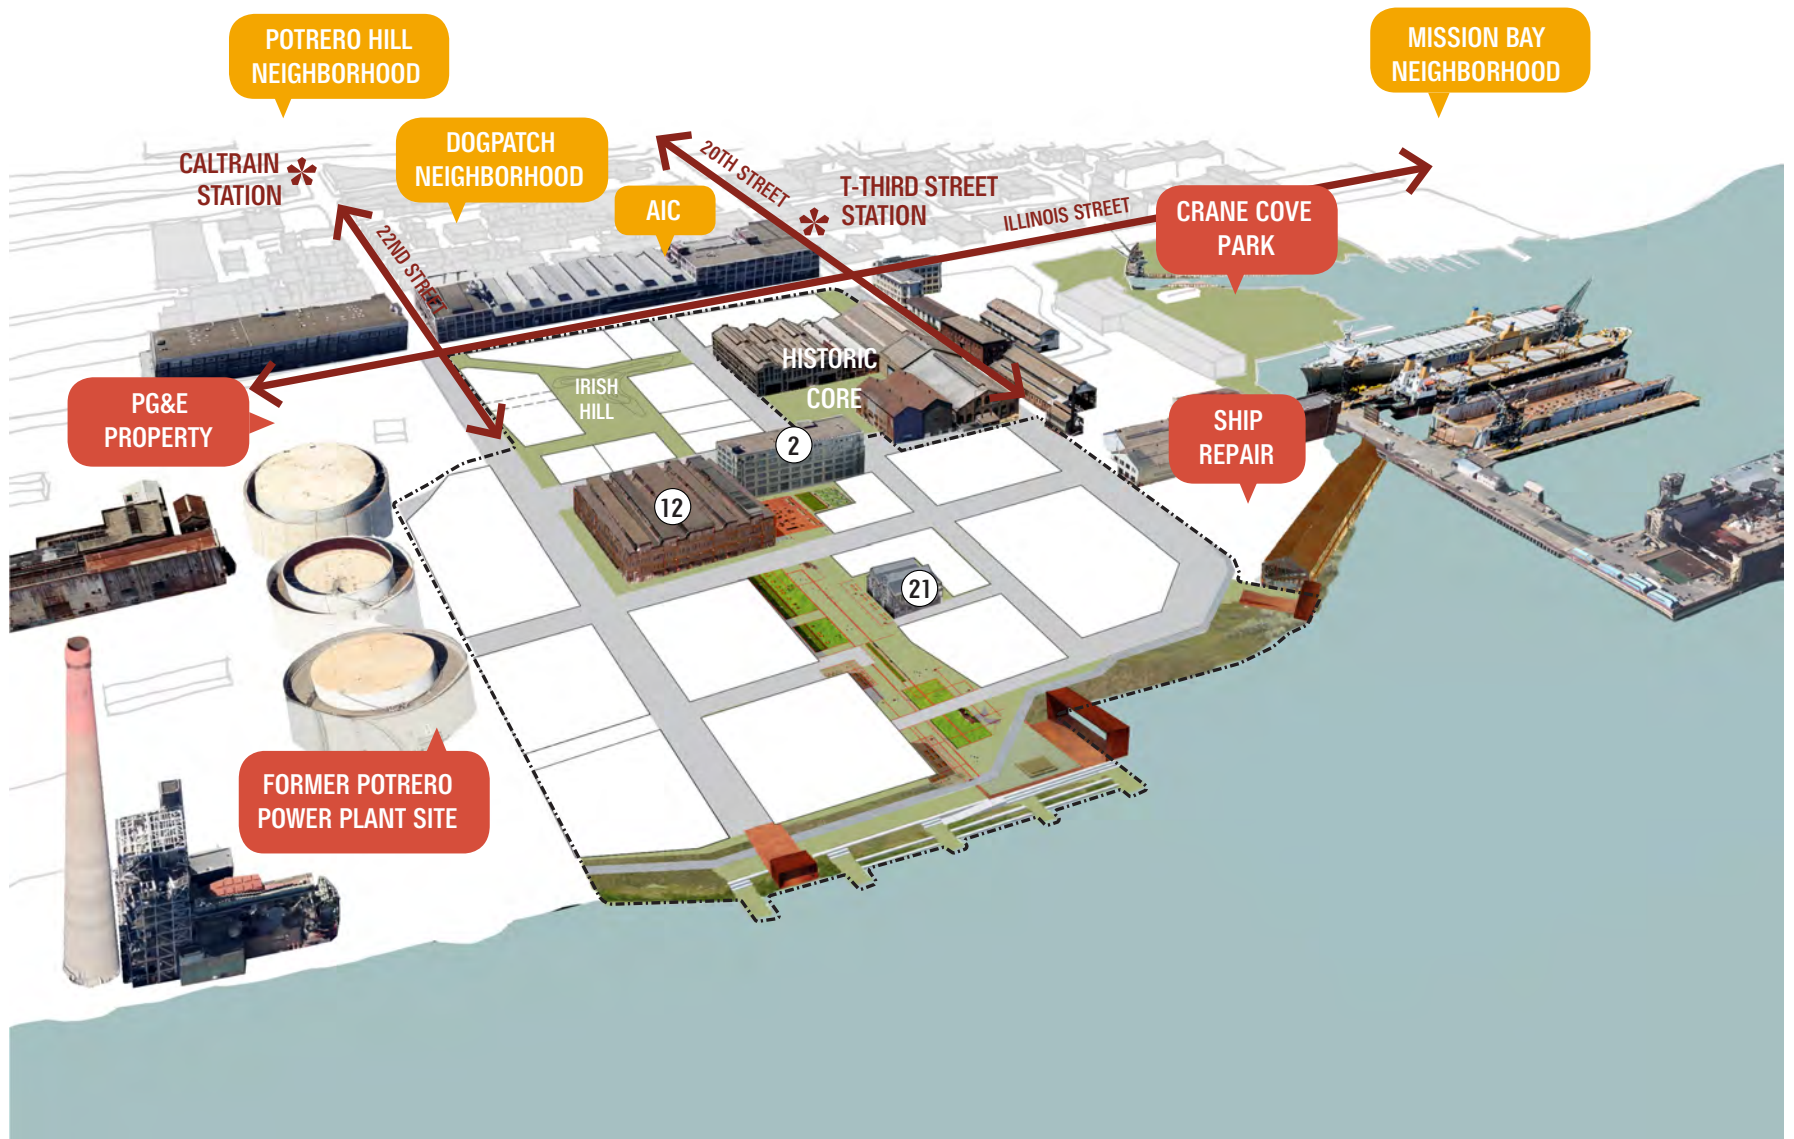 POTRERO HILL
NEIGHBORHOOD
MISSION BAY
NEIGHBORHOOD
DOGPATCH
NEIGHBORHOOD
CALTRAIN
STATION
20TH STREET
T-THIRD STREET
STATION
AIC
ILLINOIS STREET
CRANE COVE
PARK
22ND STREET
HISTORIC
CORE
IRISH
HILL
PG&E
PROPERTY
SHIP
REPAIR
2
12
21
FORMER POTRERO
POWER PLANT SITE